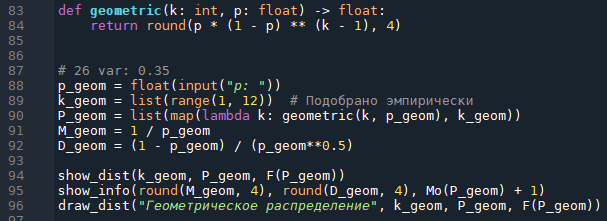 83 def geometric(k: int, p: float) -> float:
84     return round(p * (1 - p) ** (k - 1), 4)
85
86
87 # 26 var: 0.35
88 p_geom = float(input("p: "))
89 k_geom = list(range(1, 12))  # Подобрано эмпирически
90 P_geom = list(map(lambda k: geometric(k, p_geom), k_geom))
91 M_geom = 1 / p_geom
92 D_geom = (1 - p_geom) / (p_geom**0.5)
93
94 show_dist(k_geom, P_geom, F(P_geom))
95 show_info(round(M_geom, 4), round(D_geom, 4), Mo(P_geom) + 1)
96 draw_dist("Геометрическое распределение", k_geom, P_geom, F(P_geom))
97